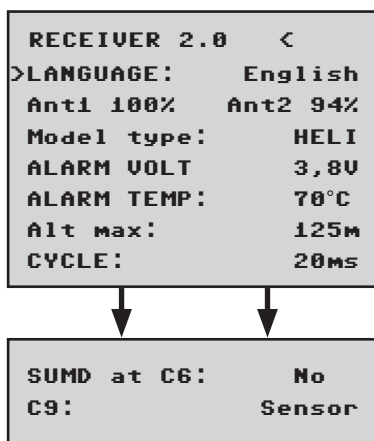 RECEIVER 2.0 <
>LANGUAGE: English
Ant1 100% Ant2 94%
Model type: HELI
ALARM VOLT 3,8V
ALARM TEMP: 70°C
Alt max: 125m
CYCLE: 20ms
SUMD at C6: No
C9: Sensor